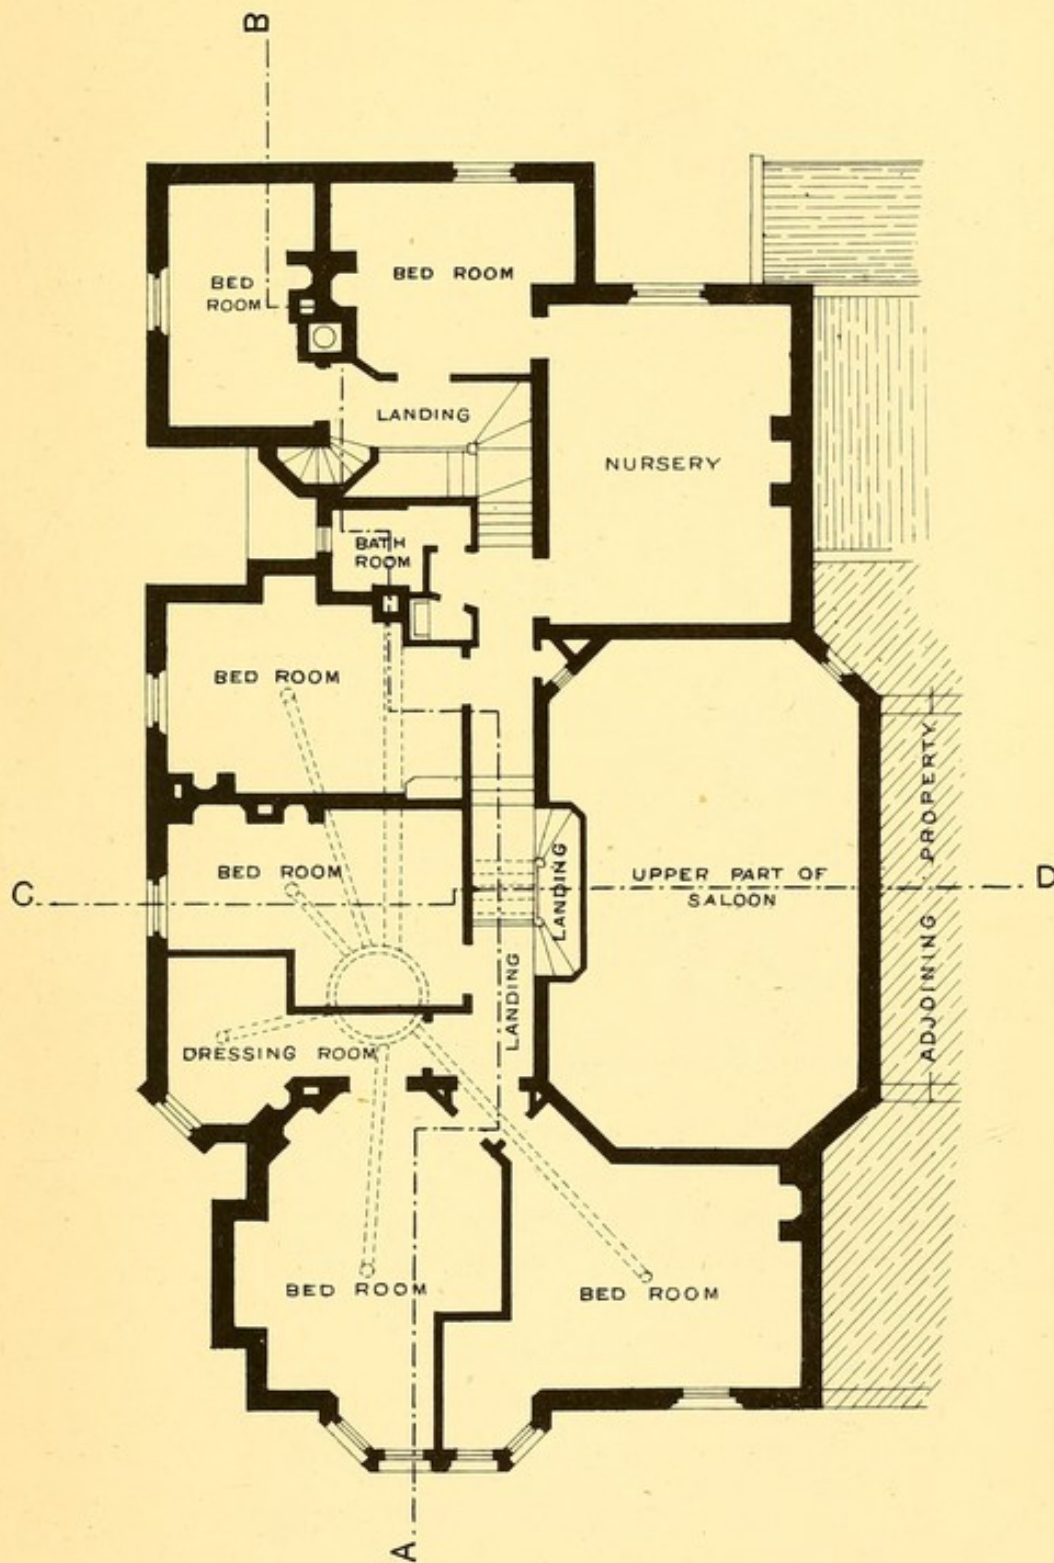 B
BED
ROOM
BED ROOM
LANDING
NURSERY
BATH
ROOM
BED ROOM
BED ROOM
LANDING
UPPER PART OF
SALOON
ADJOINING PROPERTY
C
D
LANDING
DRESSING ROOM
BED ROOM
BED ROOM
A